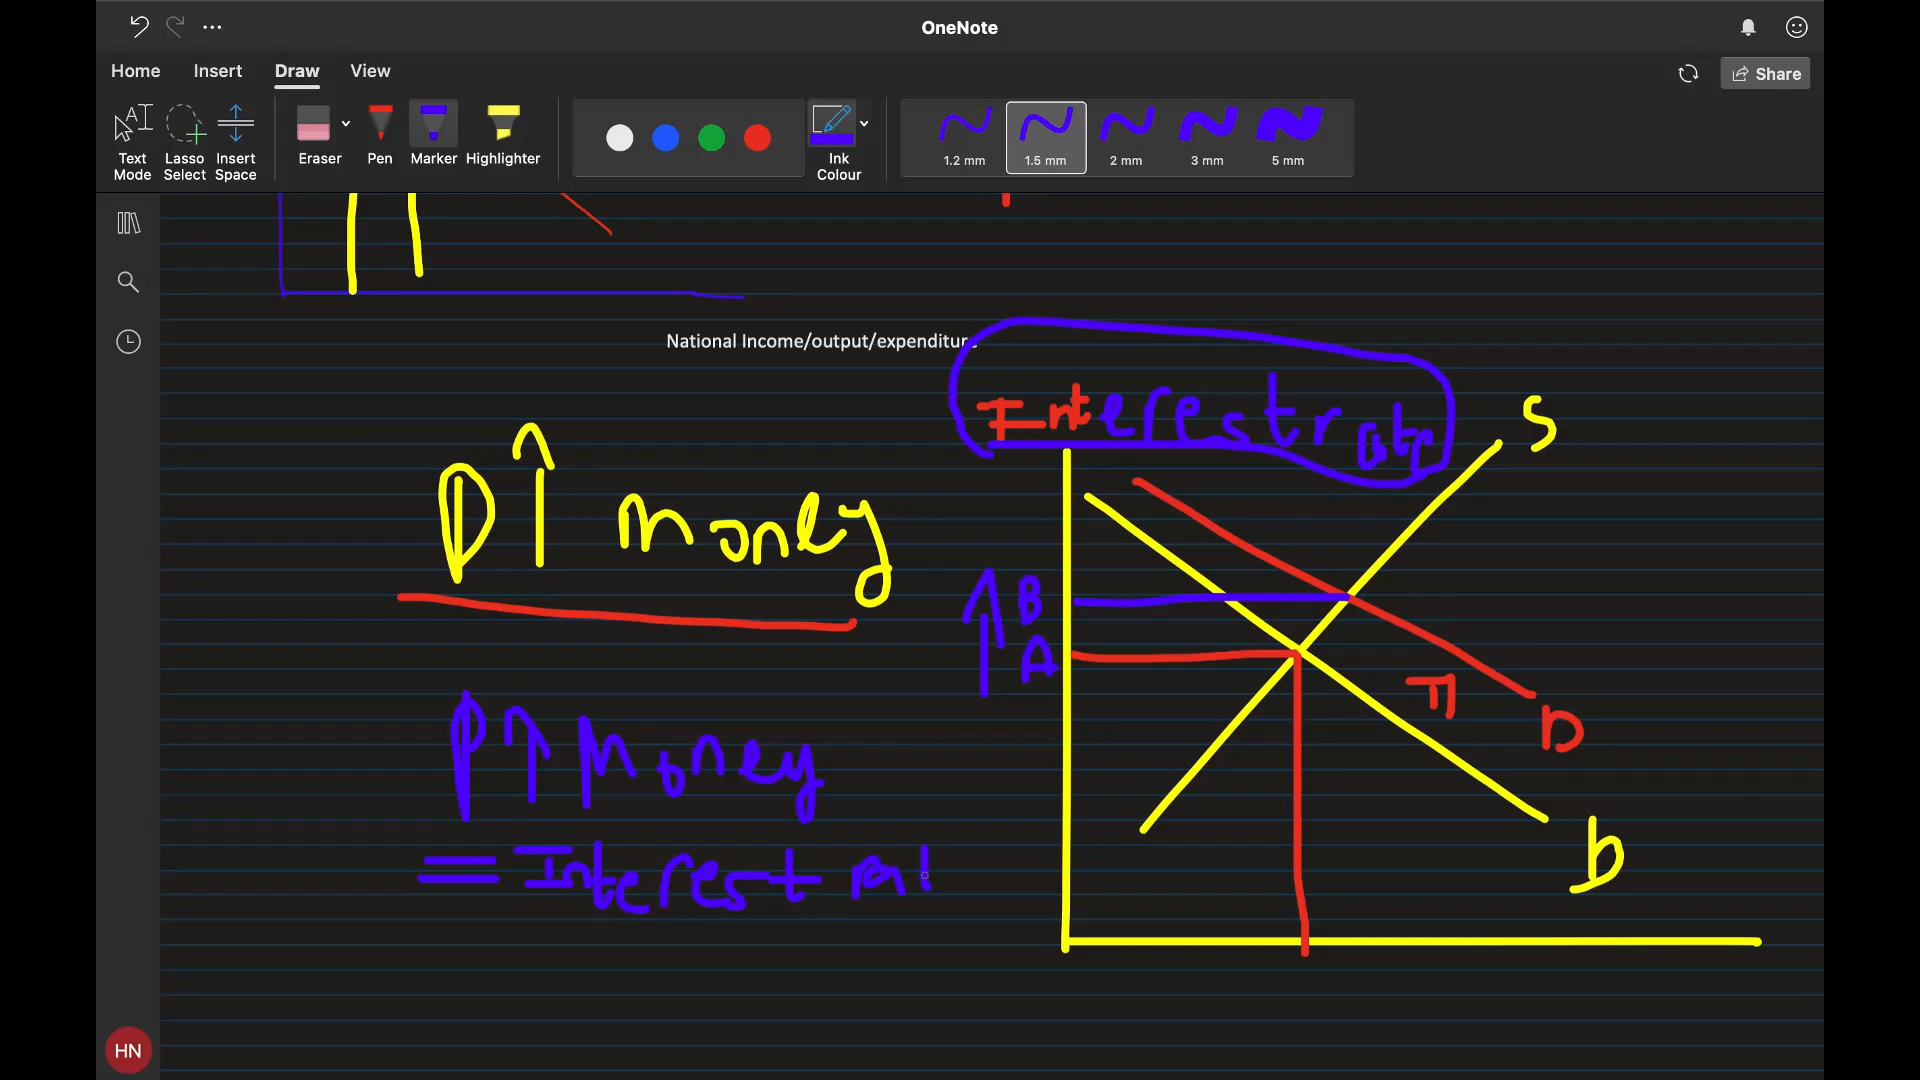 OneNote
Home Insert Draw View
Share
Text Mode
Lasso Select
Insert Space
Eraser
Pen
Marker
Highlighter
Ink Colour
1.2 mm
1.5 mm
2 mm
3 mm
5 mm
National Income/output/expenditure
Interest rate
S
D↑ money
B
A
D
P↑ Money
= Interest ra
D
HN